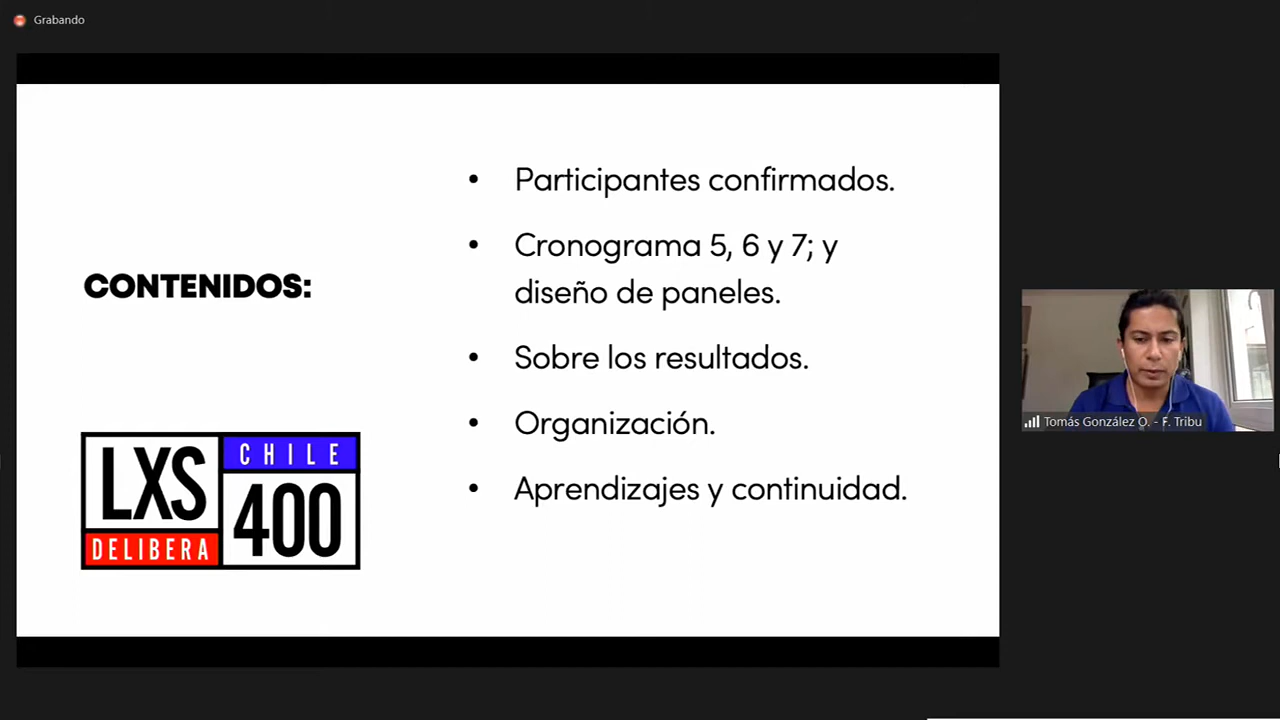 Grabando
• Participantes confirmados.
• Cronograma 5, 6 y 7; y
diseño de paneles.
CONTENIDOS:
• Sobre los resultados.
• Organización.
• Aprendizajes y continuidad.
LXS
CHILE
400
DELIBERA
Tomás González O. - F. Tribu